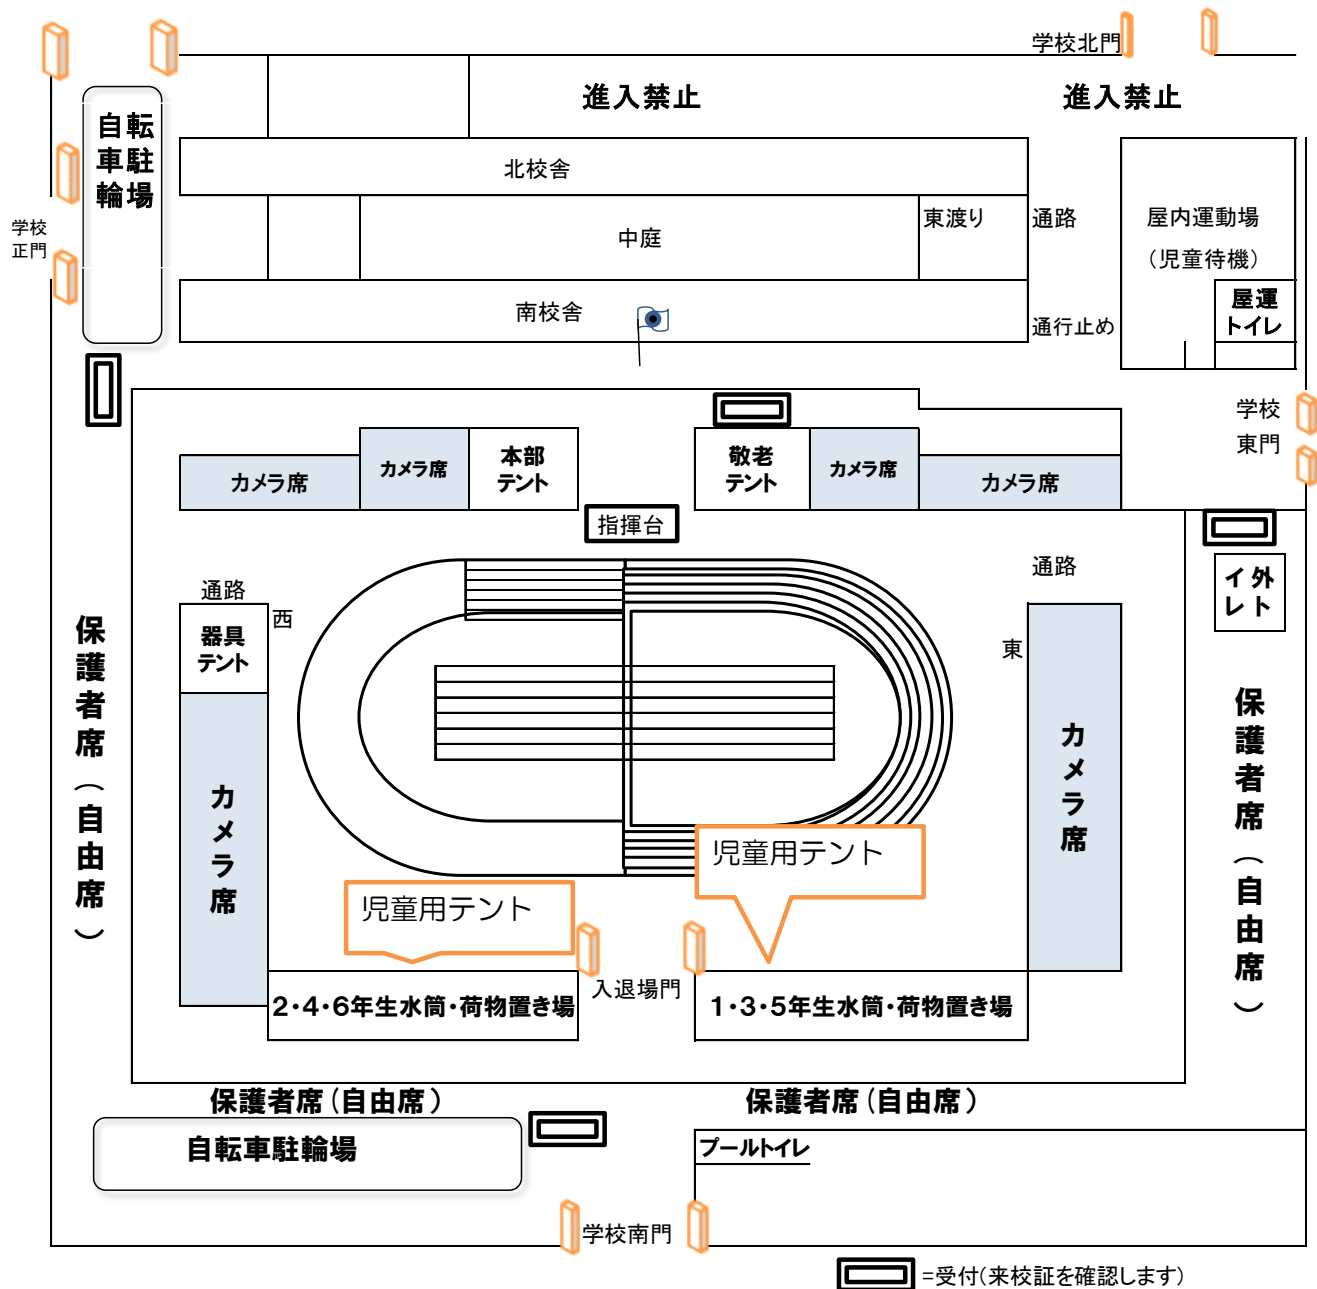 学校北門
進入禁止
進入禁止
自転
車駐
輪場
北校舎
学校
正門
中庭
東渡り
通路
屋内運動場
（児童待機）
屋運
トイレ
南校舎
通行止め
学校
東門
カメラ席
カメラ席
本部
テント
敬老
テント
カメラ席
カメラ席
指揮台
通路
通路
西
東
器具
テント
外
トイレ
保護者席（自由席）
カメラ席
カメラ席
保護者席（自由席）
児童用テント
児童用テント
入退場門
2・4・6年生水筒・荷物置き場
1・3・5年生水筒・荷物置き場
保護者席（自由席）
保護者席（自由席）
自転車駐輪場
プールトイレ
学校南門
=受付(来校証を確認します)